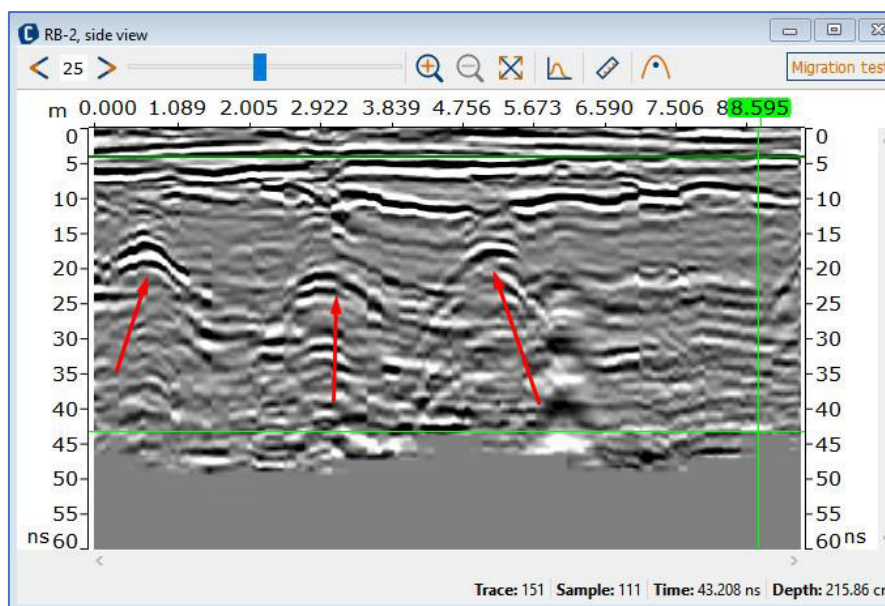 RB-2, side view
25
Migration test
m 0.000 1.089 2.005 2.922 3.839 4.756 5.673 6.590 7.506 8 8.595
0 0
5 5
10 10
15 15
20 20
25 25
30 30
35 35
40 40
45 45
50 50
55 55
ns 60 60 ns
Trace: 151 Sample: 111 Time: 43.208 ns Depth: 215.86 cm